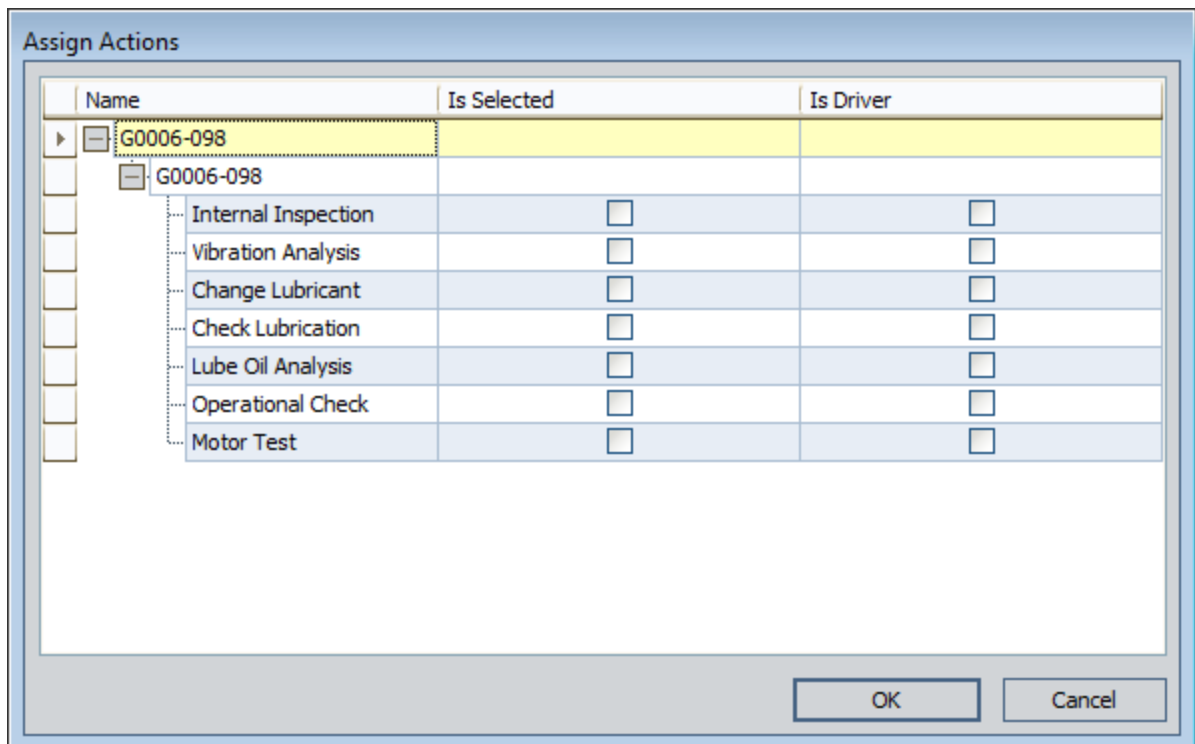 Assign Actions
Name Is Selected Is Driver
G0006-098
G0006-098
Internal Inspection
Vibration Analysis
Change Lubricant
Check Lubrication
Lube Oil Analysis
Operational Check
Motor Test
OK Cancel